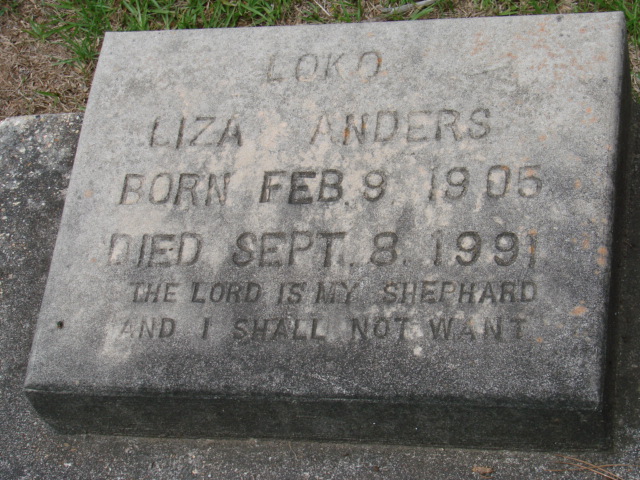 LOKO
LIZA ANDERS
BORN FEB. 9. 1905
DIED SEPT. 8. 1991
THE LORD IS MY SHEPHARD
AND I SHALL NOT WANT